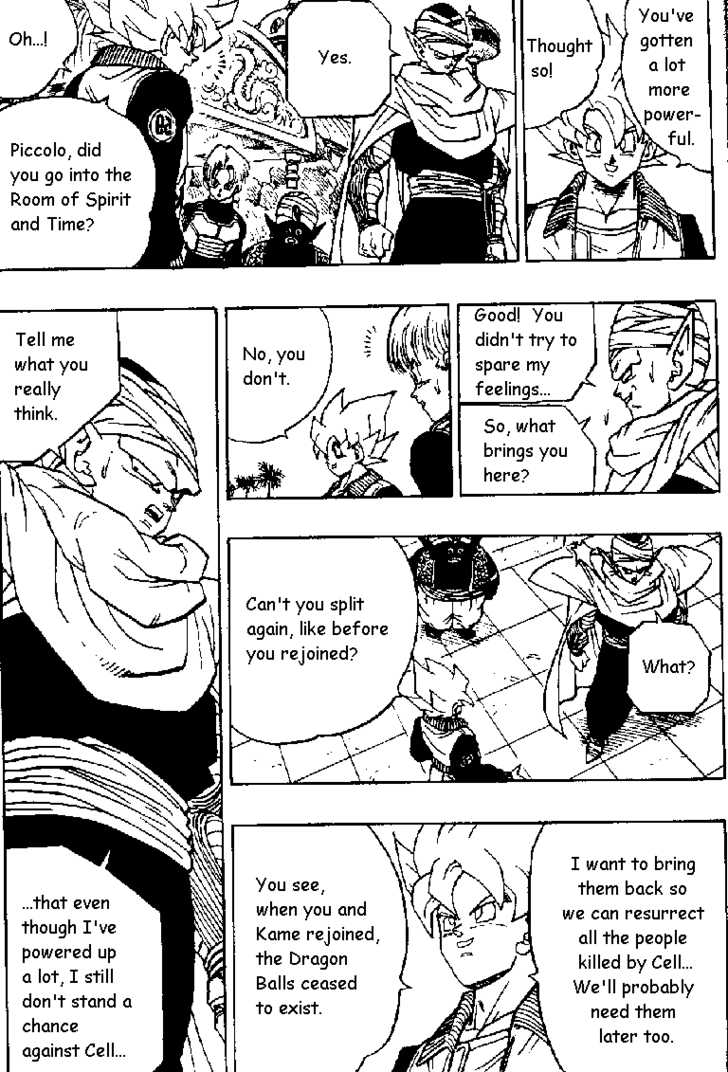 Oh...!
Piccolo, did
you go into the
Room of Spirit
and Time?
Yes.
Thought
so!
You've
gotten
a lot
more
power-
ful.
Tell me
what you
really
think.
...that even
though I've
powered up
a lot, I still
don't stand a
chance
against Cell...
No, you
don't.
Good! You
didn't try to
spare my
feelings...
So, what
brings you
here?
Can't you split
again, like before
you rejoined?
What?
You see,
when you and
Kame rejoined,
the Dragon
Balls ceased
to exist.
I want to bring
them back so
we can resurrect
all the people
killed by Cell...
We'll probably
need them
later too.